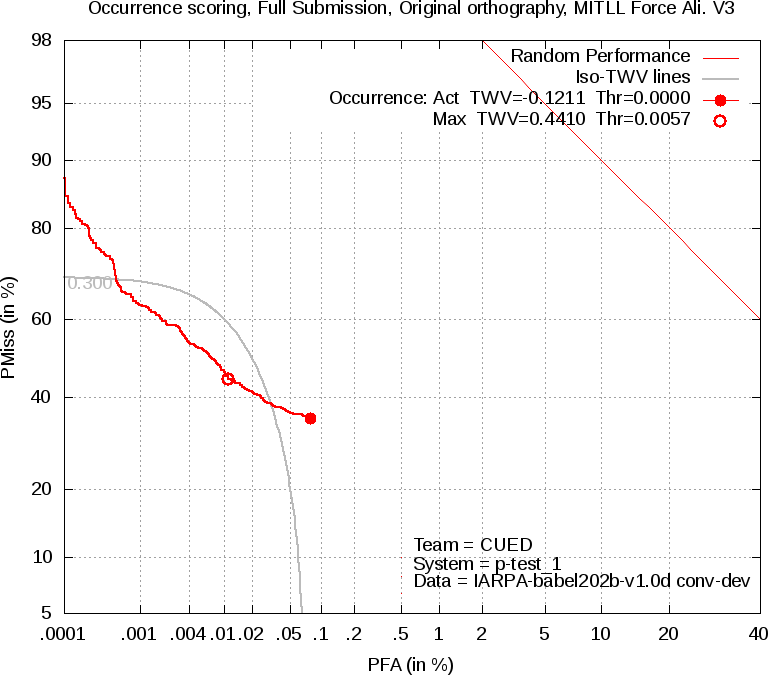 Occurrence scoring, Full Submission, Original orthography, MITLL Force Ali. V3
98
95
90
80
60
40
20
10
5
PMiss (in %)
Random Performance
Iso-TWV lines
Occurrence: Act TWV=-0.1211 Thr=0.0000
Max TWV=0.4410 Thr=0.0057
0.300
Team = CUED
System = p-test_1
Data = IARPA-babel202b-v1.0d conv-dev
.0001 .001 .004 .01 .02 .05 .1 .2 .5 1 2 5 10 20 40
PFA (in %)